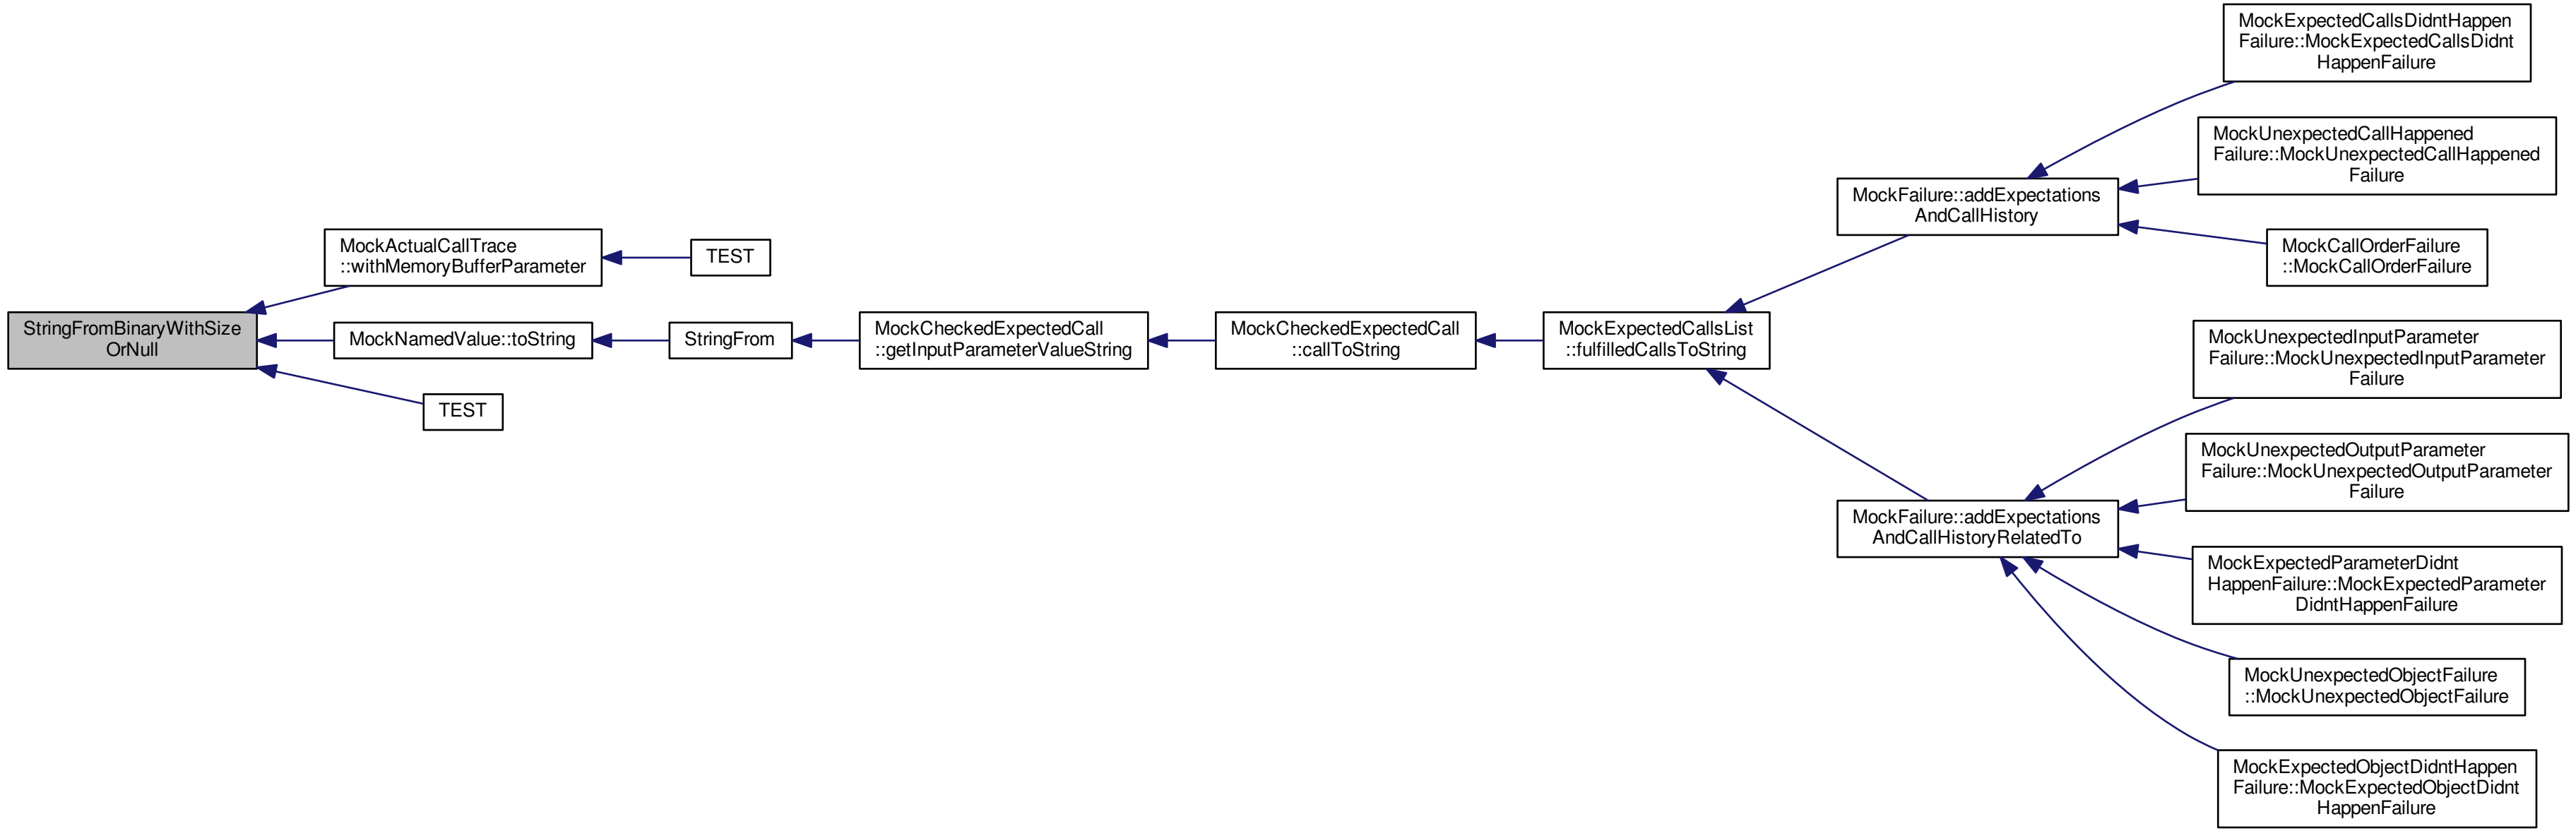 StringFromBinaryWithSize
OrNull
MockActualCallTrace
::withMemoryBufferParameter
TEST
MockNamedValue::toString
StringFrom
MockCheckedExpectedCall
::getInputParameterValueString
MockCheckedExpectedCall
::callToString
MockExpectedCallsList
::fulfilledCallsToString
TEST
MockFailure::addExpectations
AndCallHistory
MockExpectedCallsDidntHappen
Failure::MockExpectedCallsDidnt
HappenFailure
MockUnexpectedCallHappened
Failure::MockUnexpectedCallHappened
Failure
MockCallOrderFailure
::MockCallOrderFailure
MockFailure::addExpectations
AndCallHistoryRelatedTo
MockUnexpectedInputParameter
Failure::MockUnexpectedInputParameter
Failure
MockUnexpectedOutputParameter
Failure::MockUnexpectedOutputParameter
Failure
MockExpectedParameterDidnt
HappenFailure::MockExpectedParameter
DidntHappenFailure
MockUnexpectedObjectFailure
::MockUnexpectedObjectFailure
MockExpectedObjectDidntHappen
Failure::MockExpectedObjectDidnt
HappenFailure